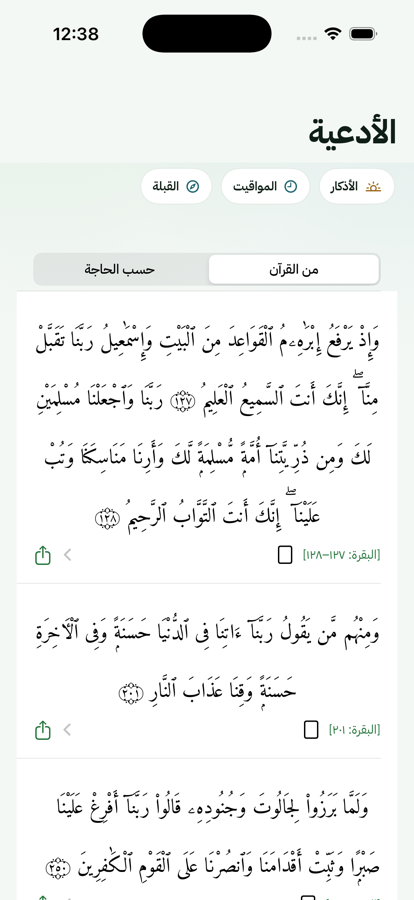 12:38
الأدعية
الأذكار
المواقيت
القبلة
من القرآن
حسب الحاجة
وَإِذْ يَرْفَعُ إِبْرَٰهِـۧمُ ٱلْقَوَاعِدَ مِنَ ٱلْبَيْتِ وَإِسْمَٰعِيلُ رَبَّنَا تَقَبَّلْ
مِنَّآ ۖ إِنَّكَ أَنتَ ٱلسَّمِيعُ ٱلْعَلِيمُ ١٢٧ رَبَّنَا وَٱجْعَلْنَا مُسْلِمَيْنِ
لَكَ وَمِن ذُرِّيَّتِنَآ أُمَّةً مُّسْلِمَةً لَّكَ وَأَرِنَا مَنَاسِكَنَا وَتُبْ
عَلَيْنَآ ۖ إِنَّكَ أَنتَ ٱلتَّوَّابُ ٱلرَّحِيمُ ١٢٨
[البقرة: ١٢٧–١٢٨]
وَمِنْهُم مَّن يَقُولُ رَبَّنَآ ءَاتِنَا فِى ٱلدُّنْيَا حَسَنَةً وَفِى ٱلْـَٔاخِرَةِ
حَسَنَةً وَقِنَا عَذَابَ ٱلنَّارِ ٢٠١
[البقرة: ٢٠١]
وَلَمَّا بَرَزُوا۟ لِجَالُوتَ وَجُنُودِهِۦ قَالُوا۟ رَبَّنَآ أَفْرِغْ عَلَيْنَا
صَبْرًا وَثَبِّتْ أَقْدَامَنَا وَٱنصُرْنَا عَلَى ٱلْقَوْمِ ٱلْكَٰفِرِينَ ٢٥٠